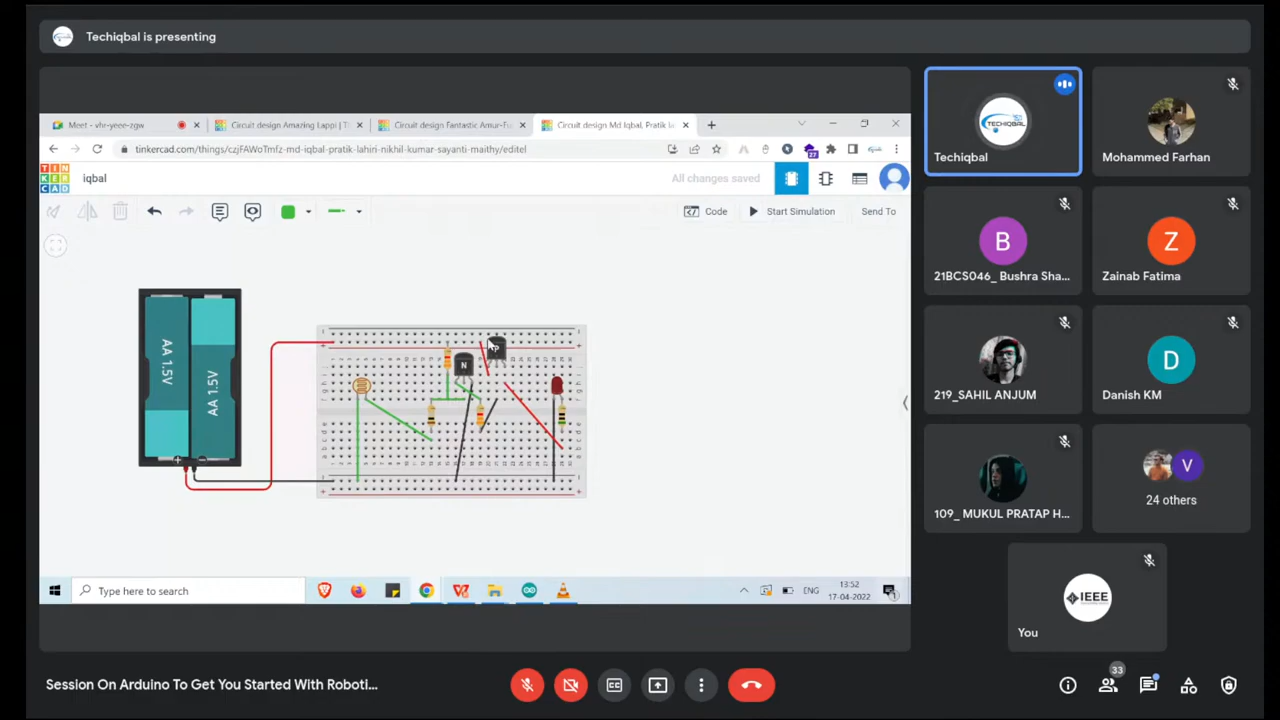 Techiqbal is presenting
Meet - vhr-yeee-zgw
Circuit design Amazing Lappi | T
Circuit design Fantastic Amur-Fu
Circuit design Md Iqbal, Pratik la
tinkercad.com/things/czjFAWoTmfz-md-iqbal-pratik-lahiri-nikhil-kumar-sayanti-maithy/editel
27
TIN
KER
CAD
iqbal
All changes saved
Code
Start Simulation
Send To
AA 1.5V
AA 1.5V
N
P
Type here to search
ENG
13:52
17-04-2022
1
TECHIQBAL
Techiqbal
Mohammed Farhan
B
21BCS046_ Bushra Sha...
Z
Zainab Fatima
219_SAHIL ANJUM
D
Danish KM
109_ MUKUL PRATAP H...
V
24 others
IEEE
You
Session On Arduino To Get You Started With Roboti...
CC
33